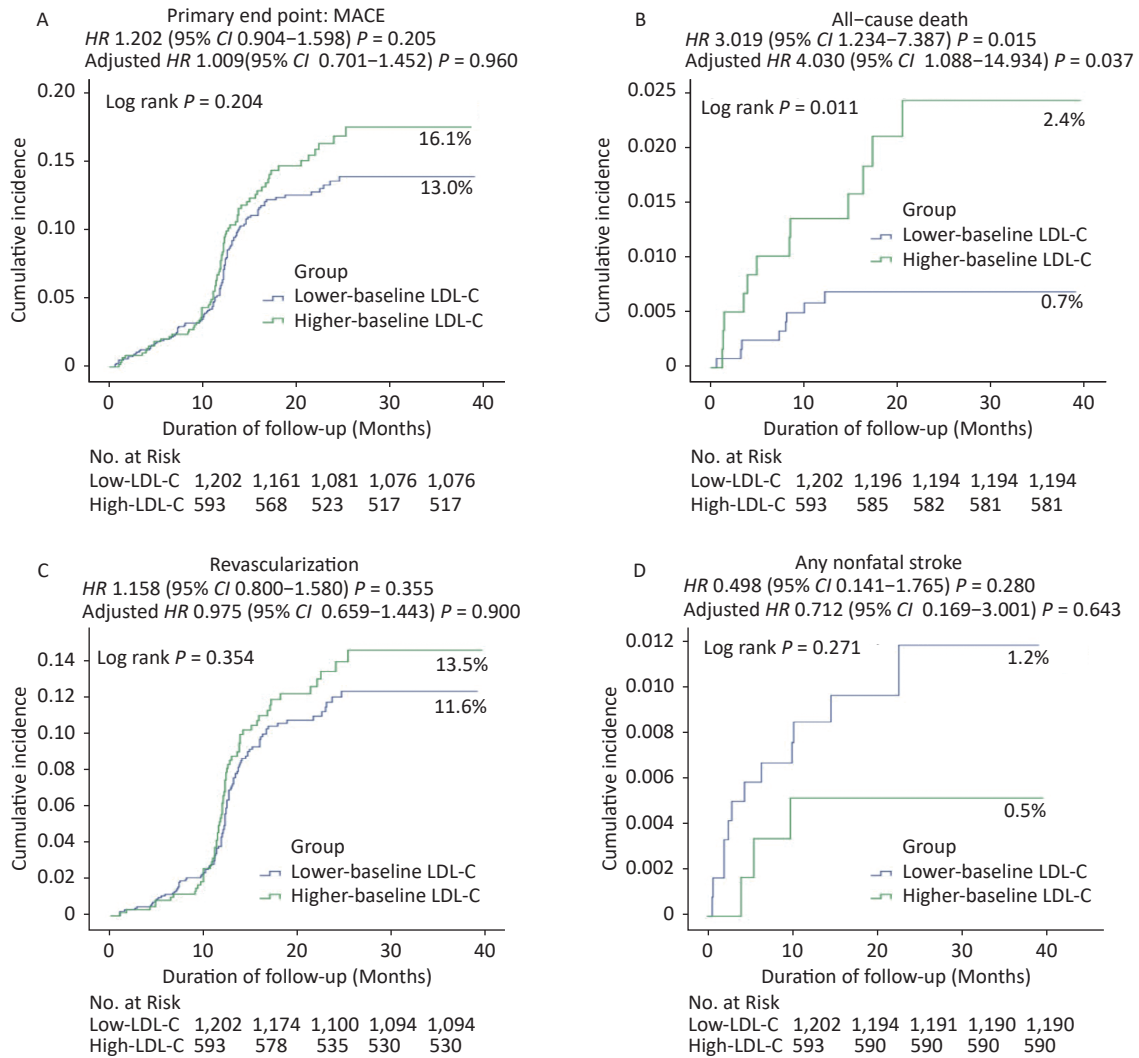 A
Primary end point: MACE
HR 1.202 (95% CI 0.904−1.598) P = 0.205
Adjusted HR 1.009(95% CI 0.701−1.452) P = 0.960
Log rank P = 0.204
Cumulative incidence
0.20
0.15
0.10
0.05
0
16.1%
13.0%
Group
Lower-baseline LDL-C
Higher-baseline LDL-C
0 10 20 30 40
Duration of follow-up (Months)
No. at Risk
Low-LDL-C 1,202 1,161 1,081 1,076 1,076
High-LDL-C 593 568 523 517 517
B
All−cause death
HR 3.019 (95% CI 1.234−7.387) P = 0.015
Adjusted HR 4.030 (95% CI 1.088−14.934) P = 0.037
Log rank P = 0.011
Cumulative incidence
0.025
0.020
0.015
0.010
0.005
0
2.4%
Group
Lower-baseline LDL-C
Higher-baseline LDL-C
0.7%
0 10 20 30 40
Duration of follow-up (Months)
No. at Risk
Low-LDL-C 1,202 1,196 1,194 1,194 1,194
High-LDL-C 593 585 582 581 581
C
Revascularization
HR 1.158 (95% CI 0.800−1.580) P = 0.355
Adjusted HR 0.975 (95% CI 0.659−1.443) P = 0.900
Log rank P = 0.354
Cumulative incidence
0.14
0.12
0.10
0.08
0.06
0.04
0.02
0
13.5%
11.6%
Group
Lower-baseline LDL-C
Higher-baseline LDL-C
0 10 20 30 40
Duration of follow-up (Months)
No. at Risk
Low-LDL-C 1,202 1,174 1,100 1,094 1,094
High-LDL-C 593 578 535 530 530
D
Any nonfatal stroke
HR 0.498 (95% CI 0.141−1.765) P = 0.280
Adjusted HR 0.712 (95% CI 0.169−3.001) P = 0.643
Log rank P = 0.271
Cumulative incidence
0.012
0.010
0.008
0.006
0.004
0.002
0
1.2%
0.5%
Group
Lower-baseline LDL-C
Higher-baseline LDL-C
0 10 20 30 40
Duration of follow-up (Months)
No. at Risk
Low-LDL-C 1,202 1,194 1,191 1,190 1,190
High-LDL-C 593 590 590 590 590